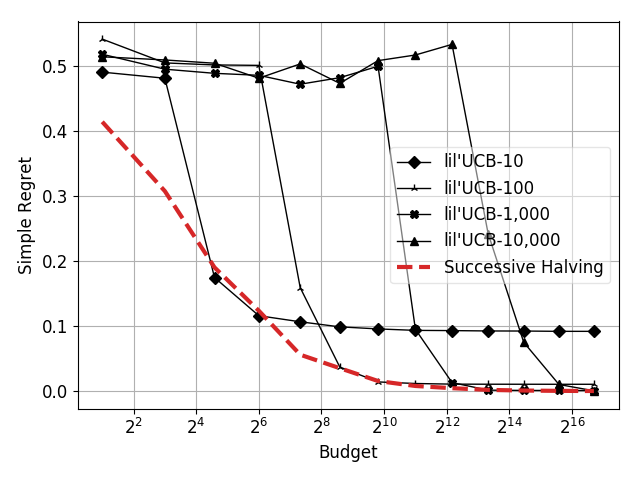 Simple Regret
0.5
0.4
0.3
0.2
0.1
0.0
lil'UCB-10
lil'UCB-100
lil'UCB-1,000
lil'UCB-10,000
Successive Halving
2^2 2^4 2^6 2^8 2^10 2^12 2^14 2^16
Budget